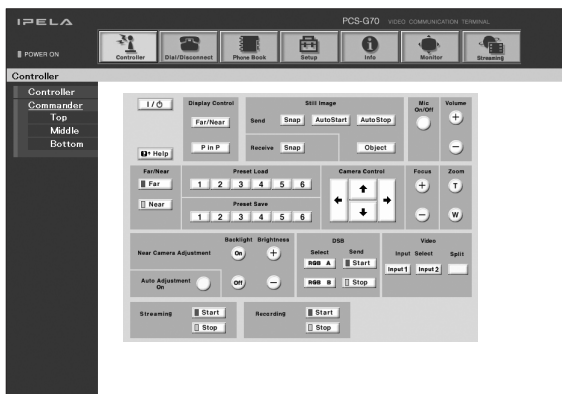 IPELA
PCS-G70 VIDEO COMMUNICATION TERMINAL
POWER ON
Controller
Dial/Disconnect
Phone Book
Setup
Info
Monitor
Streaming
Controller
Controller
Commander
Top
Middle
Bottom
I /
Help
Display Control
Far/Near
P in P
Still Image
Send Snap AutoStart AutoStop
Receive Snap Object
Mic On/Off
Volume
+
−
Far/Near
Far
Near
Preset Load
1 2 3 4 5 6
Preset Save
1 2 3 4 5 6
Camera Control
Focus
+
−
Zoom
T
W
Near Camera Adjustment
Backlight Brightness
On +
Off −
Auto Adjustment
On
DSB
Select Send
RGB A Start
RGB B Stop
Video
Input Select Split
Input1 Input2
Streaming Start
Stop
Recording Start
Stop